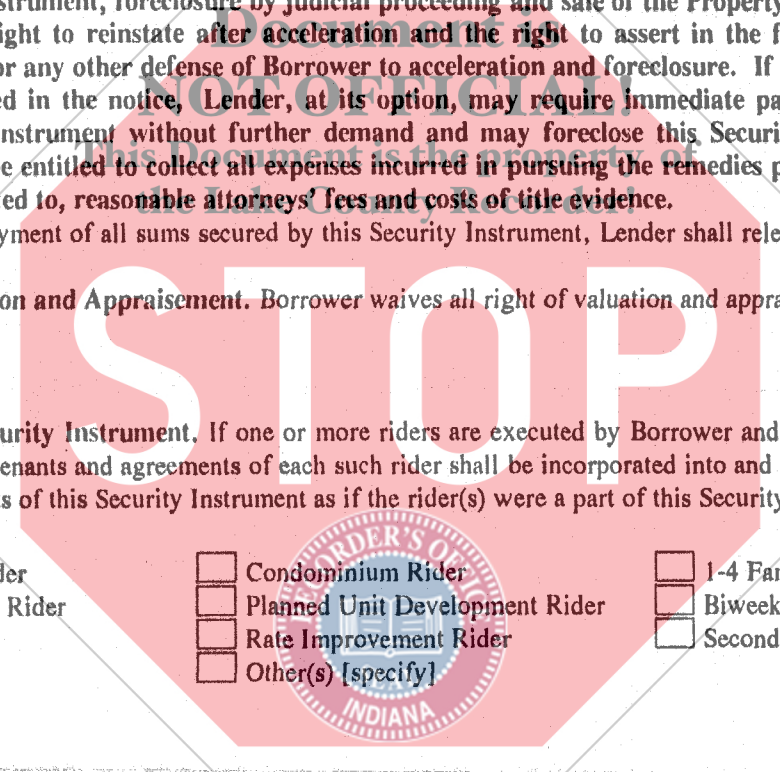 strument, foreclosure by judicial proceeding and sale of the Property
ight to reinstate after acceleration and the right to assert in the f
or any other defense of Borrower to acceleration and foreclosure. If
ed in the notice, Lender, at its option, may require immediate pa
nstrument without further demand and may foreclose this Securi
e entitled to collect all expenses incurred in pursuing the remedies p
ed to, reasonable attorneys' fees and costs of title evidence.
yment of all sums secured by this Security Instrument, Lender shall rele
on and Appraisement. Borrower waives all right of valuation and appra
urity Instrument. If one or more riders are executed by Borrower and
enants and agreements of each such rider shall be incorporated into and
s of this Security Instrument as if the rider(s) were a part of this Security
der
Condominium Rider
1-4 Fam
Rider
Planned Unit Development Rider
Biweek
Rate Improvement Rider
Second
Other(s) [specify]
Document is
NOT OFFICIAL!
This Document is the property of
the Lake County Recorder!
STOP
RECORDER'S OFFICE
INDIANA